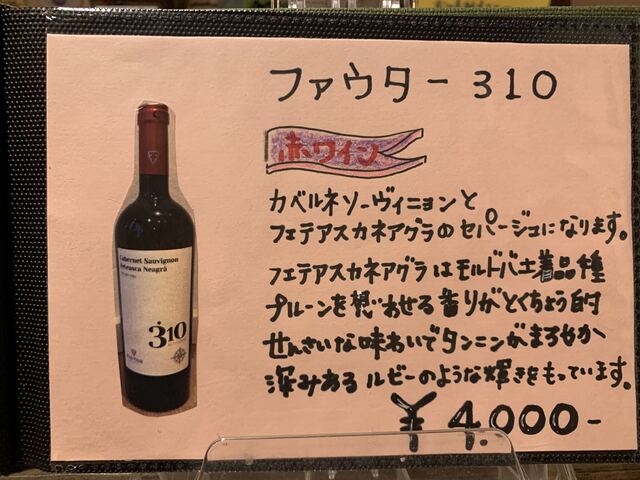 ファウター 310
赤ワイン
カベルネソーヴィニョンと
フェテアスカネアグラのセパージュになります。
フェテアスカネアグラはモルドバ土着品種
プルーンを想わせる香りがとくちょう的
せんさいな味わいでタンニンがまろやか
深みあるルビーのような輝きをもっています。
¥4.000-
Cabernet Sauvignon
Feteasca Neagră
310